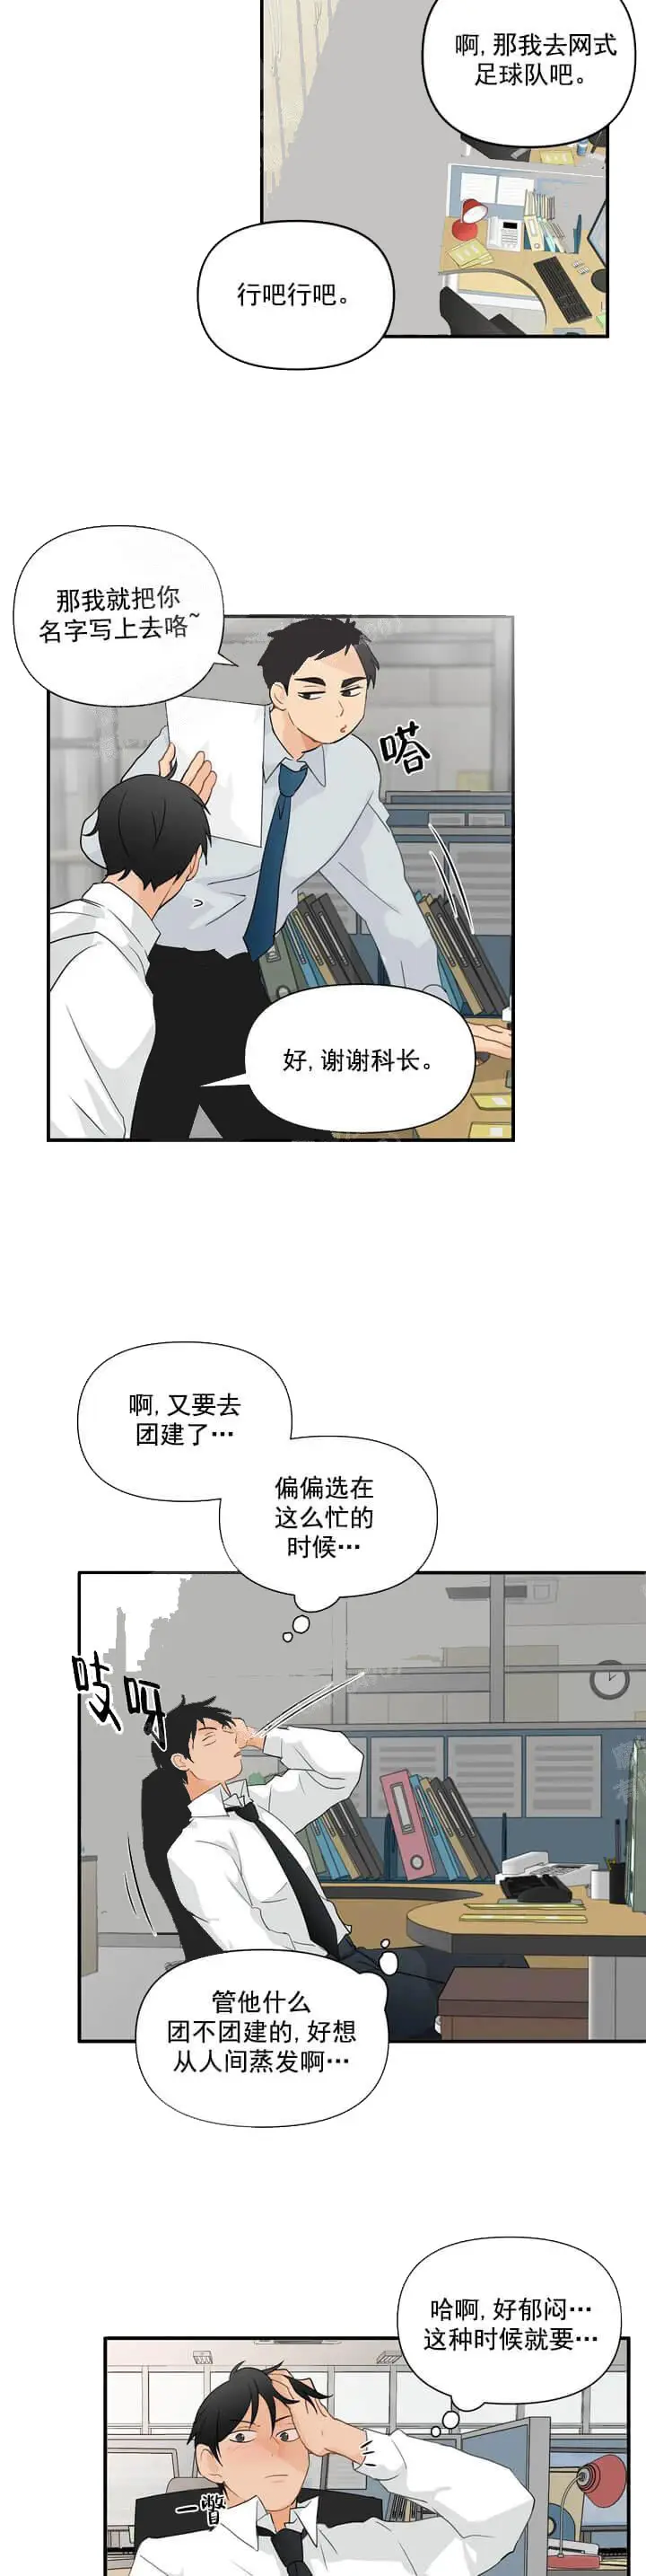 啊,那我去网式
足球队吧。
行吧行吧。
那我就把你
名字写上去咯~
嗒
好,谢谢科长。
啊,又要去
团建了…
偏偏选在
这么忙的
时候…
吱呀
管他什么
团不团建的,好想
从人间蒸发啊…
哈啊,好郁闷…
这种时候就要…
一瞥